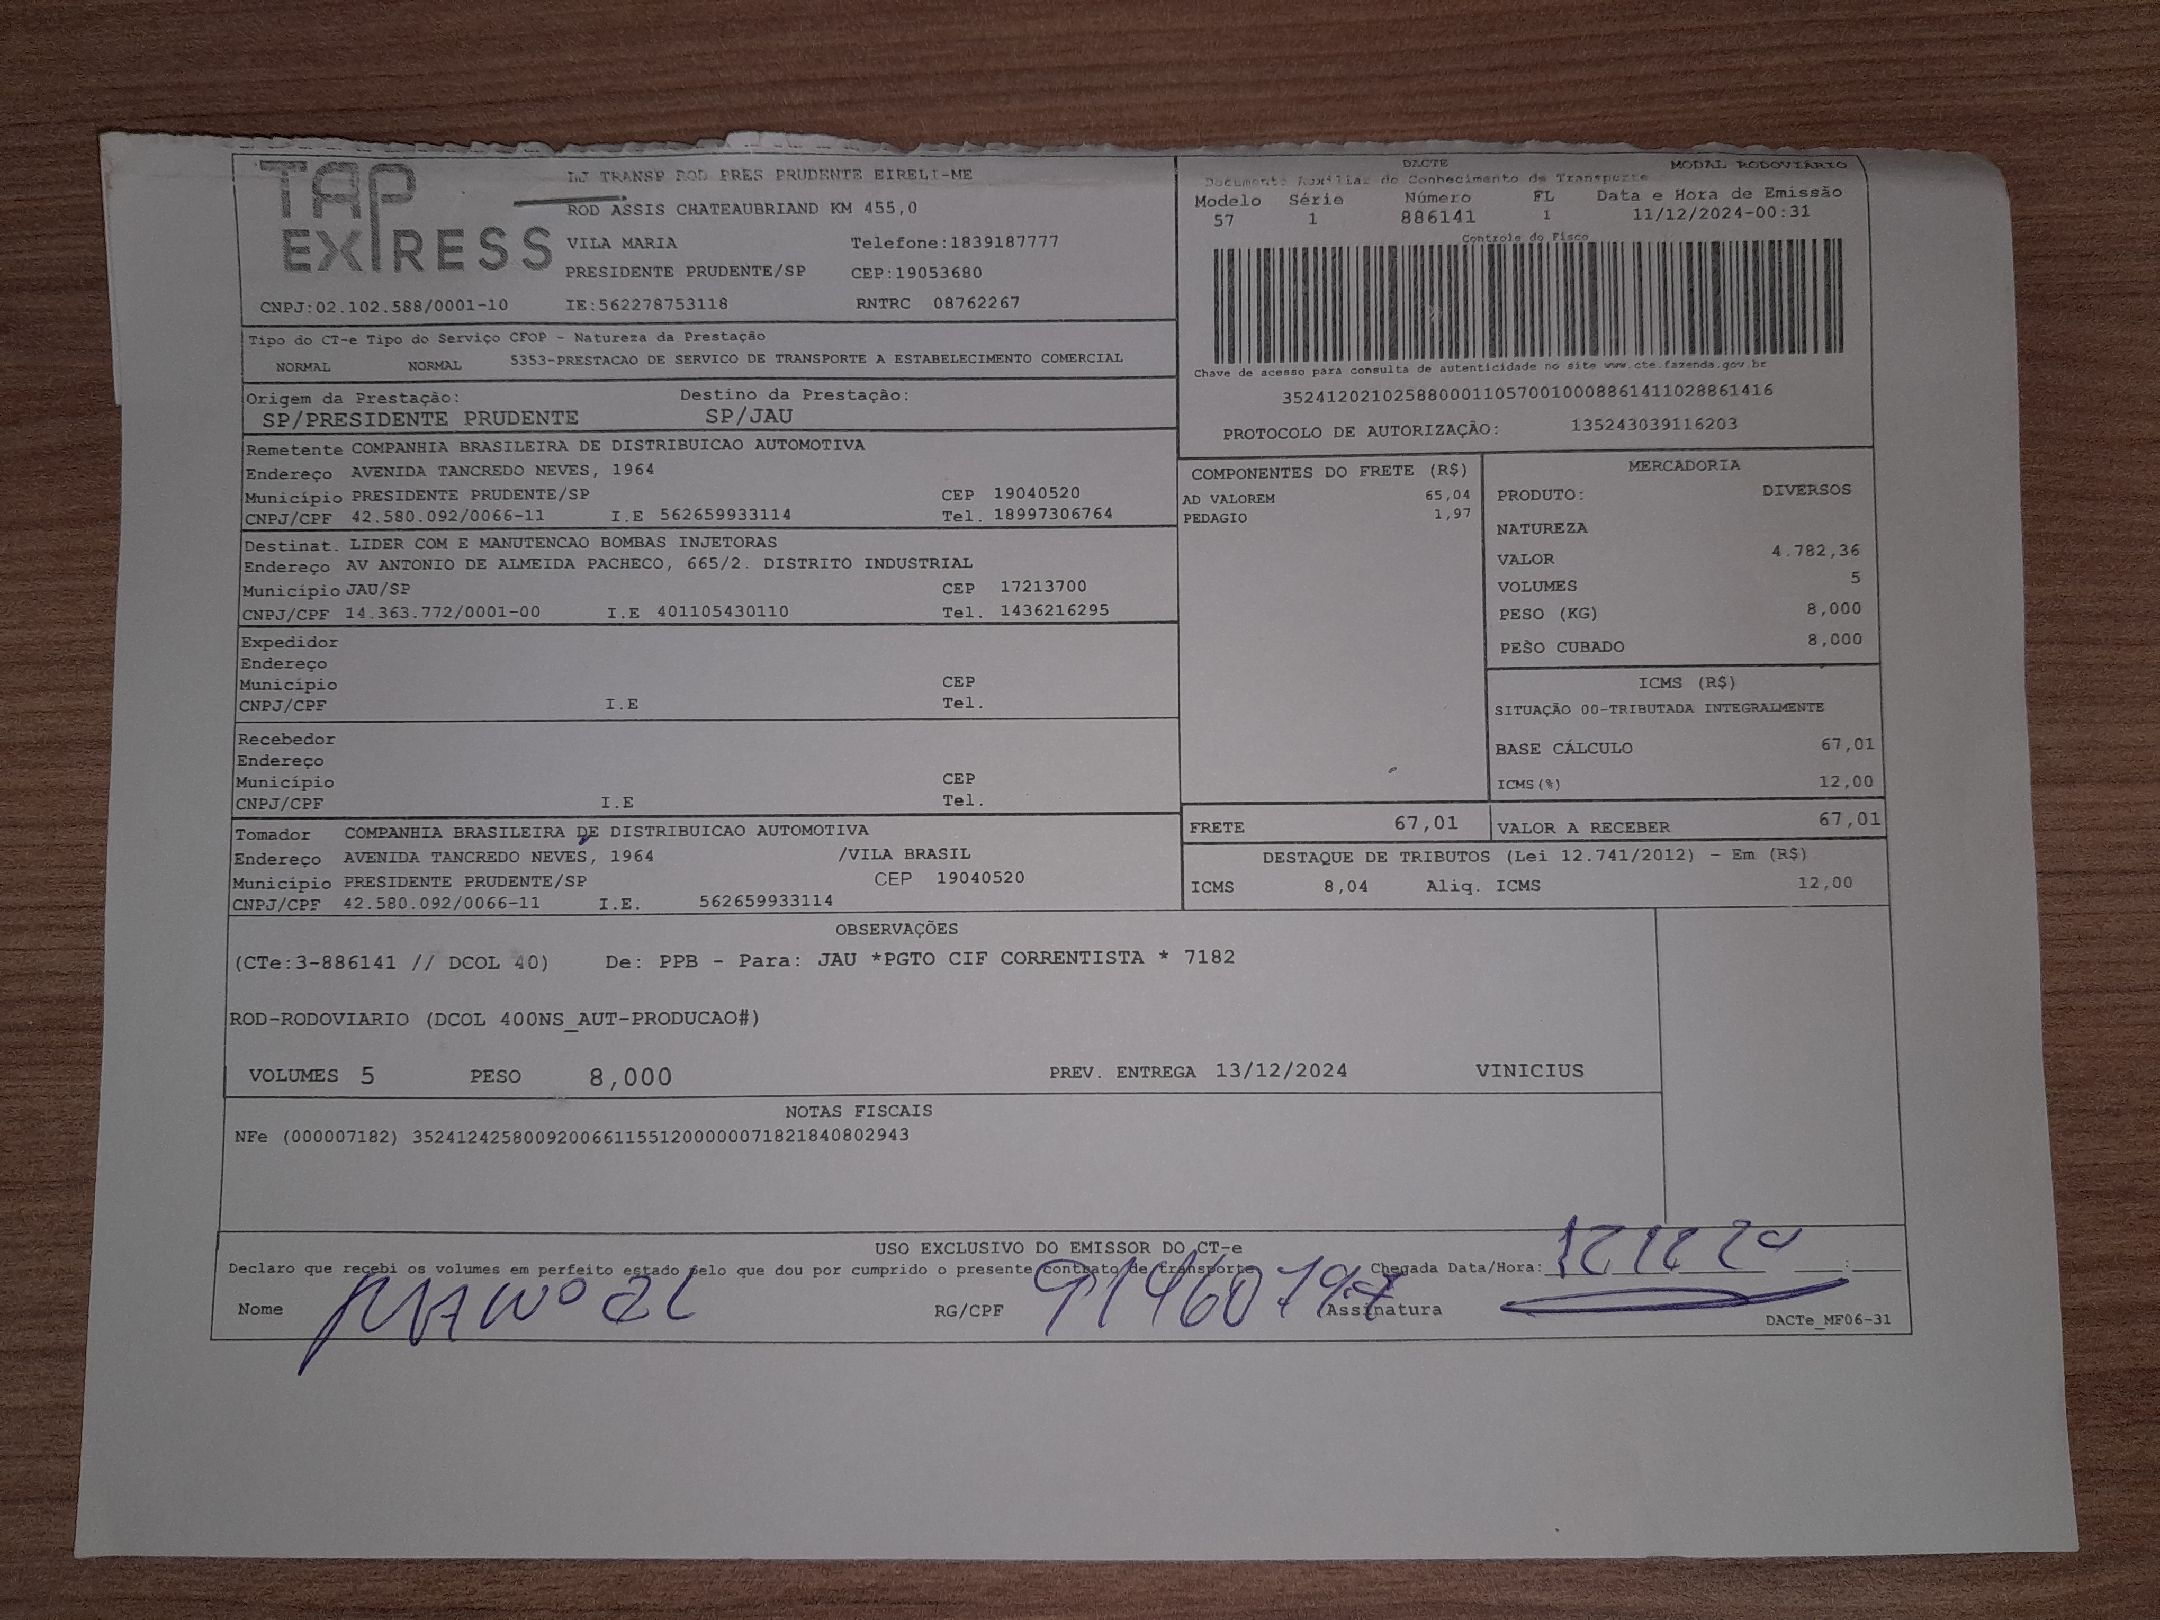 TAP EXPRESS
DJ TRANSP ROD PRES PRUDENTE EIRELI-ME
ROD ASSIS CHATEAUBRIAND KM 455,0
VILA MARIA Telefone:1839187777
PRESIDENTE PRUDENTE/SP CEP:19053680
CNPJ:02.102.588/0001-10 IE:562278753118 RNTRC 08762267
DACTE MODAL RODOVIÁRIO
Documento Auxiliar do Conhecimento de Transporte
Modelo Série Número FL Data e Hora de Emissão
57 1 886141 1 11/12/2024-00:31
Controle do Fisco
Chave de acesso para consulta de autenticidade no site www.cte.fazenda.gov.br
35241202102588000110570010008861411028861416
PROTOCOLO DE AUTORIZAÇÃO: 135243039116203
Tipo do CT-e Tipo do Serviço CFOP - Natureza da Prestação
NORMAL NORMAL 5353-PRESTACAO DE SERVICO DE TRANSPORTE A ESTABELECIMENTO COMERCIAL
Origem da Prestação: Destino da Prestação:
SP/PRESIDENTE PRUDENTE SP/JAU
Remetente COMPANHIA BRASILEIRA DE DISTRIBUICAO AUTOMOTIVA
Endereço AVENIDA TANCREDO NEVES, 1964
Município PRESIDENTE PRUDENTE/SP CEP 19040520
CNPJ/CPF 42.580.092/0066-11 I.E 562659933114 Tel. 18997306764
Destinat. LIDER COM E MANUTENCAO BOMBAS INJETORAS
Endereço AV ANTONIO DE ALMEIDA PACHECO, 665/2. DISTRITO INDUSTRIAL
Município JAU/SP CEP 17213700
CNPJ/CPF 14.363.772/0001-00 I.E 401105430110 Tel. 1436216295
Expedidor
Endereço
Município CEP
CNPJ/CPF I.E Tel.
Recebedor
Endereço
Município CEP
CNPJ/CPF I.E Tel.
Tomador COMPANHIA BRASILEIRA DE DISTRIBUICAO AUTOMOTIVA
Endereço AVENIDA TANCREDO NEVES, 1964 /VILA BRASIL
Município PRESIDENTE PRUDENTE/SP CEP 19040520
CNPJ/CPF 42.580.092/0066-11 I.E. 562659933114
COMPONENTES DO FRETE (R$)
AD VALOREM 65,04
PEDAGIO 1,97
MERCADORIA
PRODUTO: DIVERSOS
NATUREZA
VALOR 4.782,36
VOLUMES 5
PESO (KG) 8,000
PESO CUBADO 8,000
ICMS (R$)
SITUAÇÃO 00-TRIBUTADA INTEGRALMENTE
BASE CÁLCULO 67,01
ICMS(%) 12,00
FRETE 67,01 VALOR A RECEBER 67,01
DESTAQUE DE TRIBUTOS (Lei 12.741/2012) - Em (R$)
ICMS 8,04 Aliq. ICMS 12,00
OBSERVAÇÕES
(CTe:3-886141 // DCOL 40) De: PPB - Para: JAU *PGTO CIF CORRENTISTA * 7182
ROD-RODOVIARIO (DCOL 400NS_AUT-PRODUCAO#)
VOLUMES 5 PESO 8,000 PREV. ENTREGA 13/12/2024 VINICIUS
NOTAS FISCAIS
NFe (000007182) 35241242580092006611551200000071821840802943
USO EXCLUSIVO DO EMISSOR DO CT-e
Declaro que recebi os volumes em perfeito estado pelo que dou por cumprido o presente contrato de transporte Chegada Data/Hora: :
Nome RG/CPF Assinatura
DACTe_MF06-31